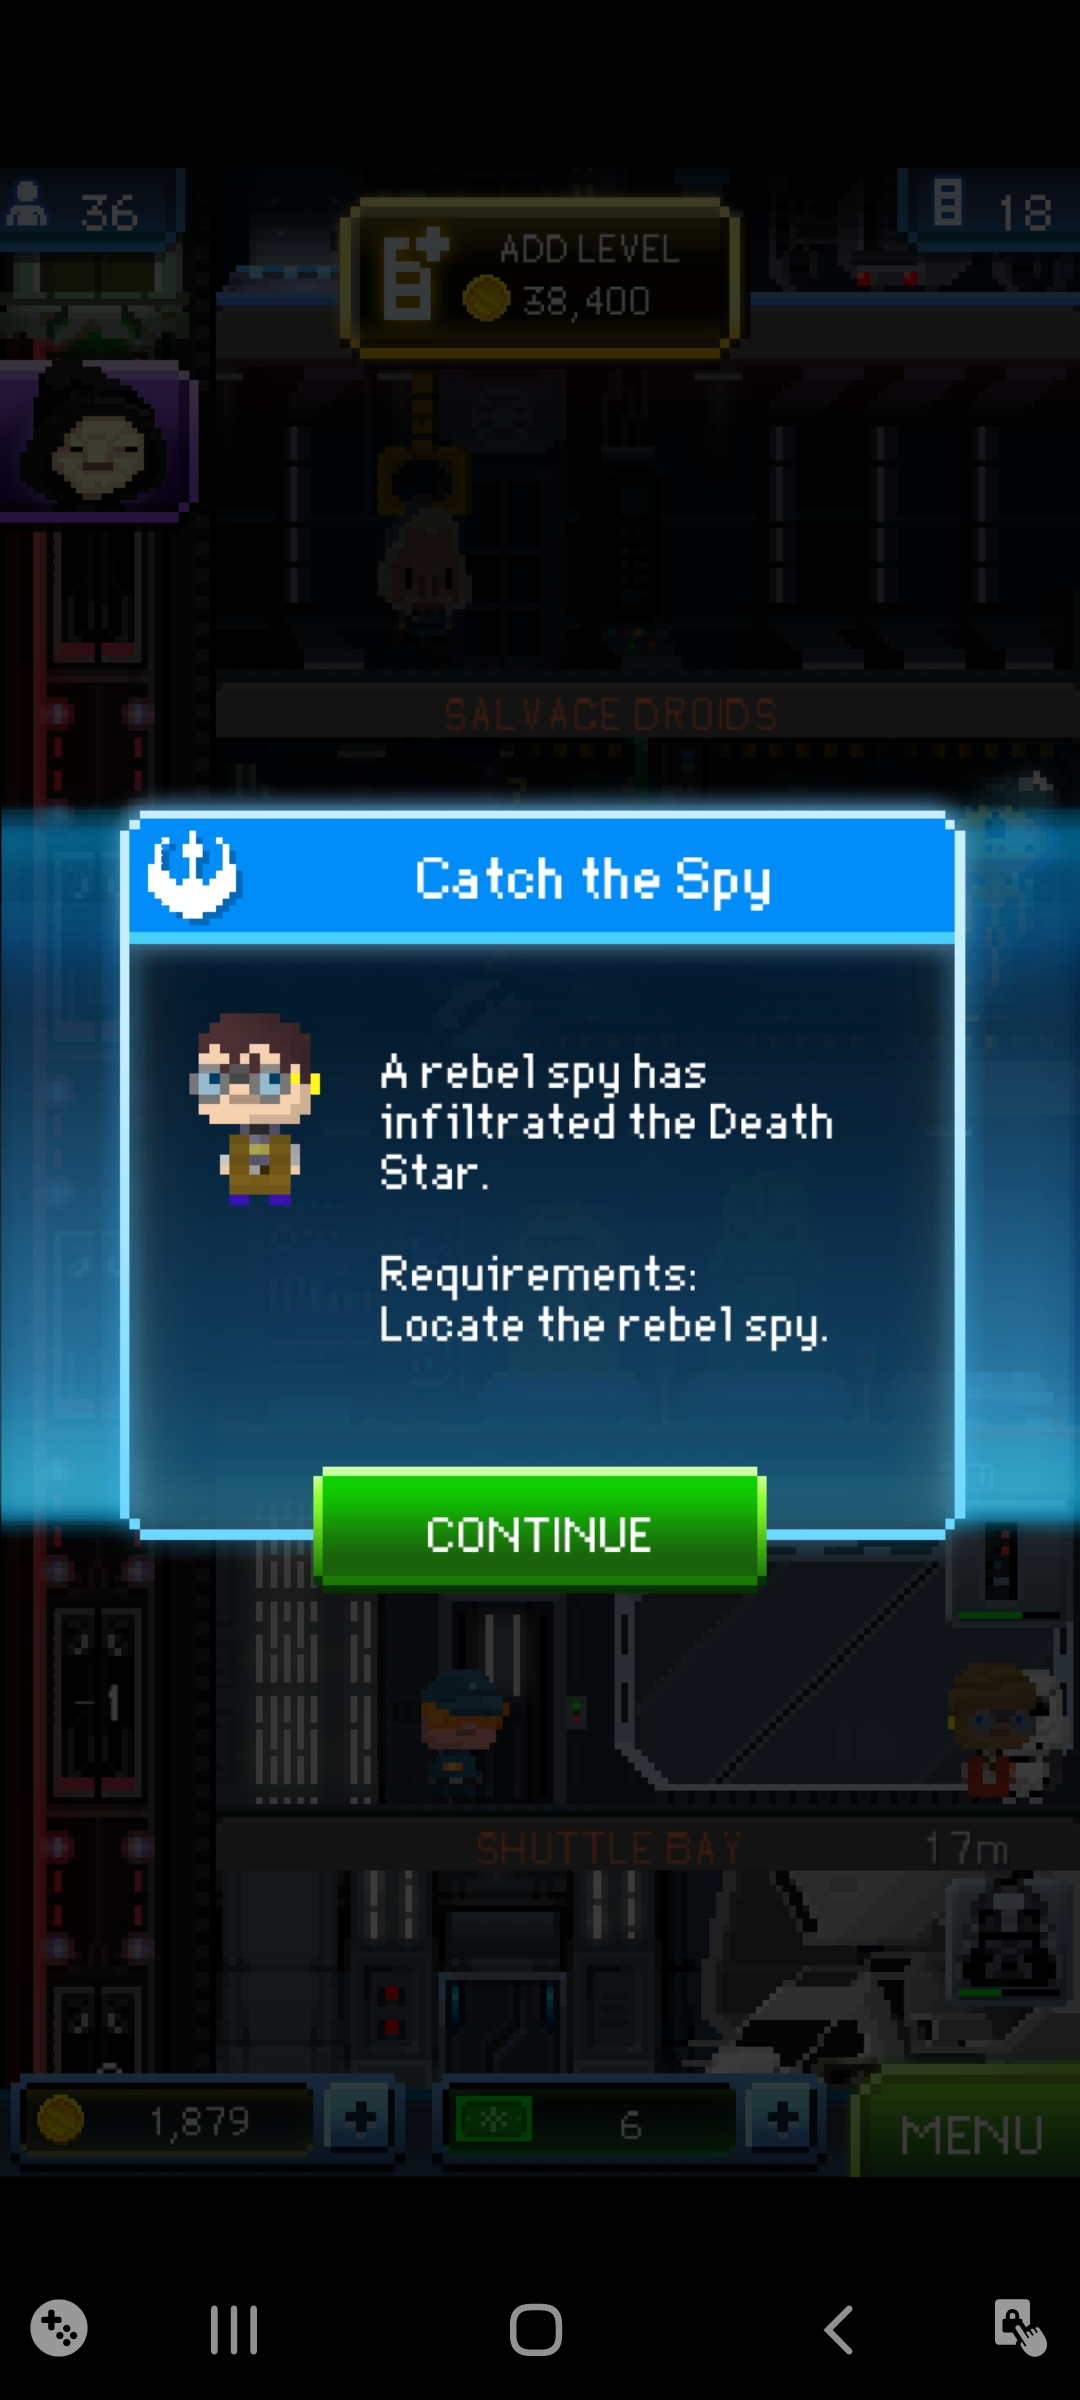 36
18
ADD LEVEL
38,400
SALVAGE DROIDS
Catch the Spy
A rebel spy has
infiltrated the Death
Star.
Requirements:
Locate the rebel spy.
CONTINUE
-1
SHUTTLE BAY
17m
1,879
6
MENU